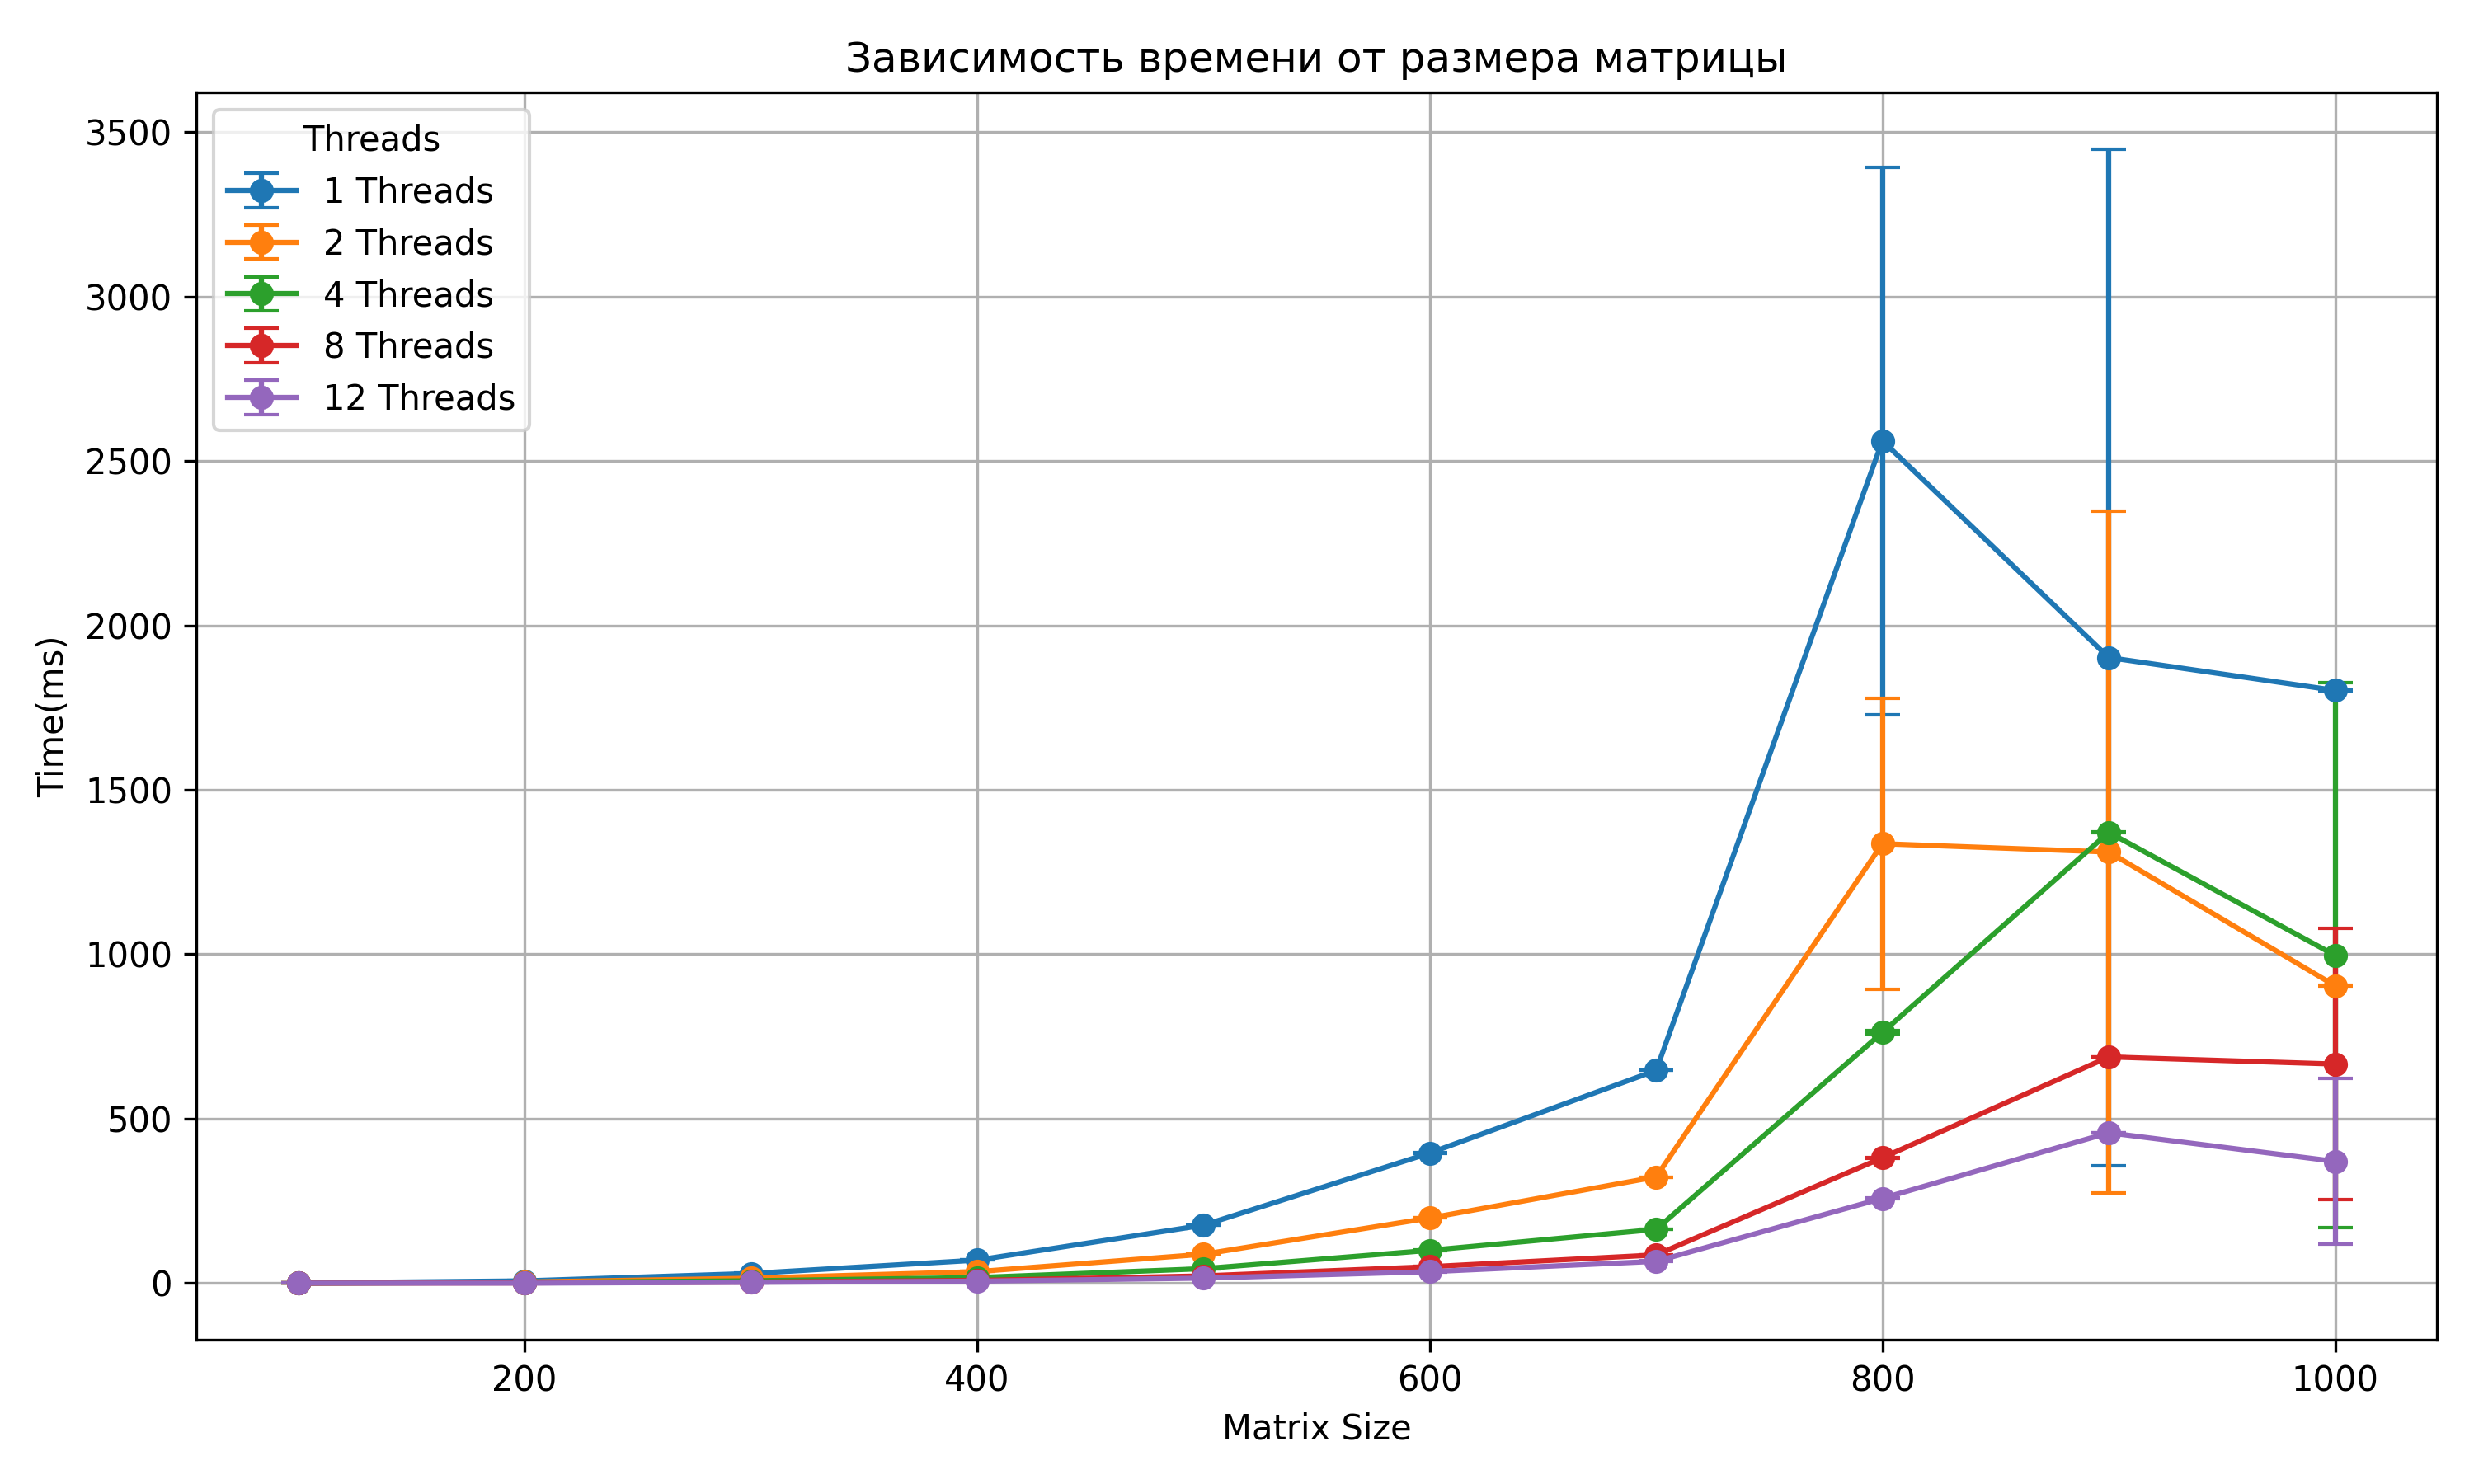 Зависимость времени от размера матрицы
3500
3000
2500
2000
1500
1000
500
0
Time(ms)
Threads
1 Threads
2 Threads
4 Threads
8 Threads
12 Threads
200
400
600
800
1000
Matrix Size